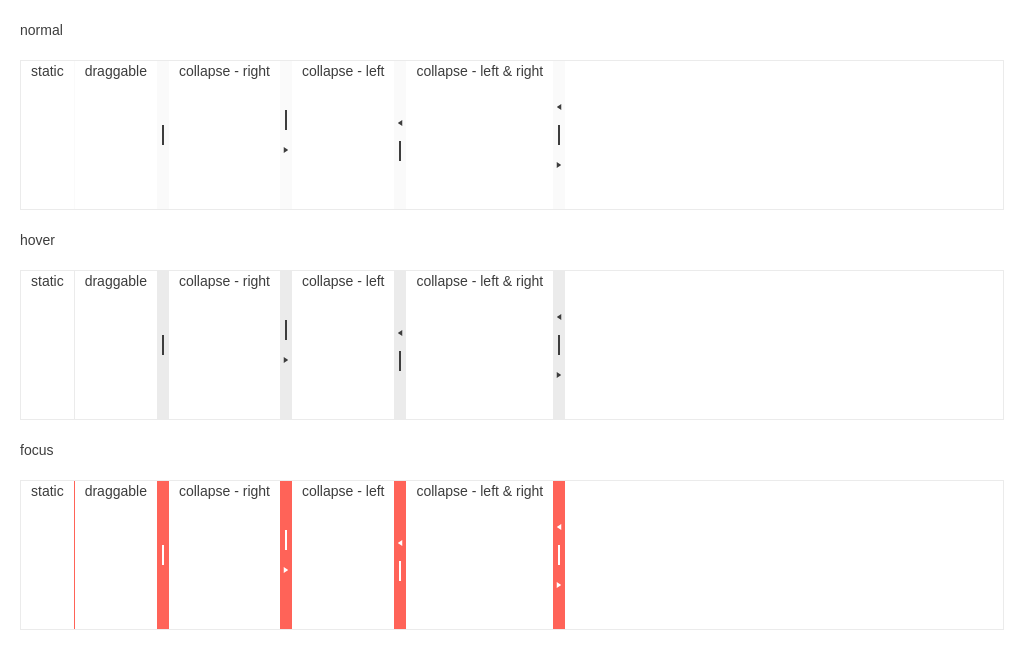 normal
static draggable collapse - right collapse - left collapse - left & right
hover
static draggable collapse - right collapse - left collapse - left & right
focus
static draggable collapse - right collapse - left collapse - left & right